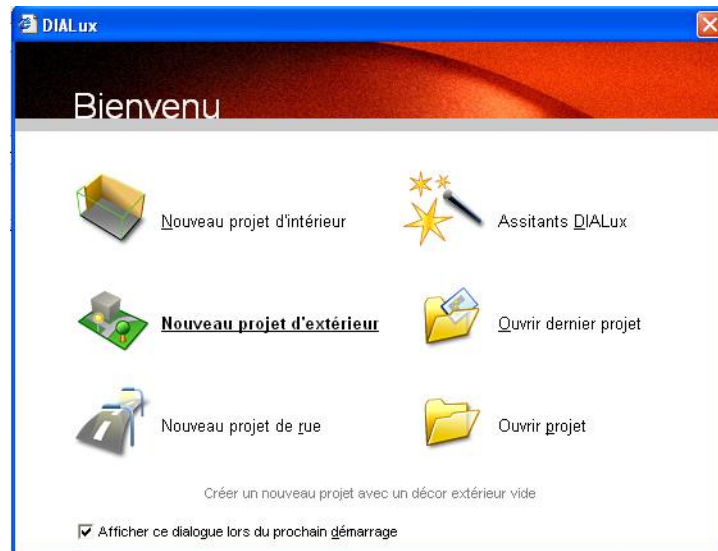 DIALux
Bienvenu
Nouveau projet d'intérieur
Assitants DIALux
Nouveau projet d'extérieur
Ouvrir dernier projet
Nouveau projet de rue
Ouvrir projet
Créer un nouveau projet avec un décor extérieur vide
Afficher ce dialogue lors du prochain démarrage